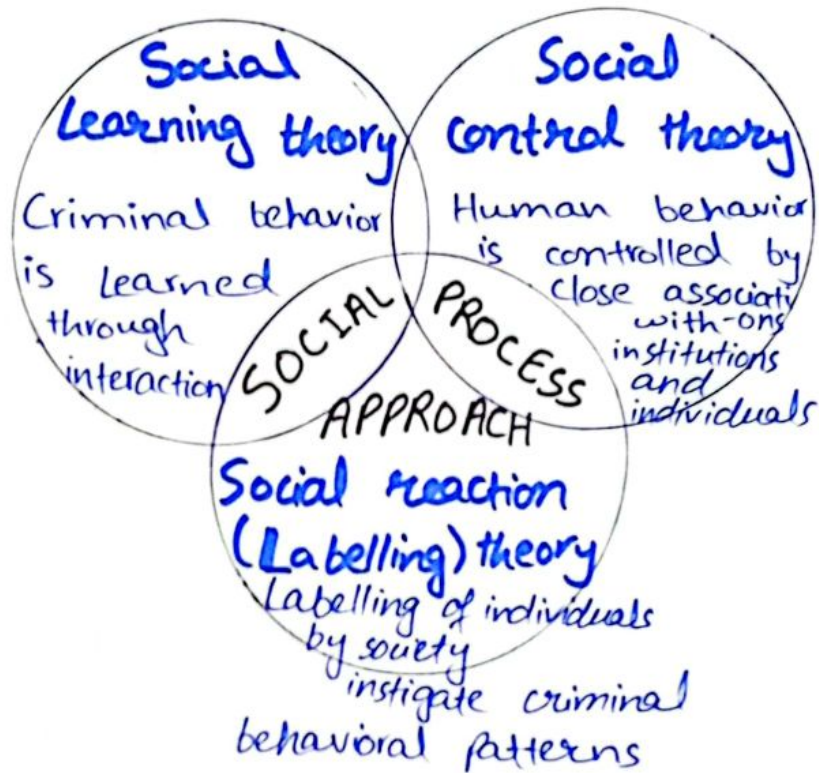 Social
Learning theory
Criminal behavior
is learned
through
interaction
Social
control theory
Human behavior
is controlled by
close associati
with-ons
institutions
and
individuals
SOCIAL PROCESS
APPROACH
Social reaction
(Labelling) theory
Labelling of individuals
by society
instigate criminal
behavioral patterns